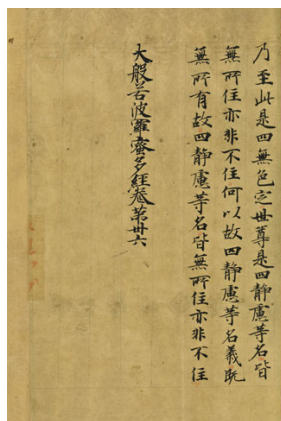 乃至此是四無色定世尊是四靜慮等名皆
無所住亦非不住何以故四靜慮等名義既
無所有故四靜慮等名皆無所住亦非不住
大般若波羅蜜多經卷第卅六